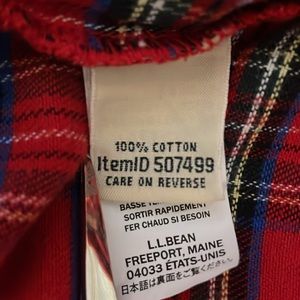 100% COTTON
ItemID 507499
CARE ON REVERSE
BASSE
SORTIR RAPIDEMENT
FER CHAUD SI BESOIN
L.L.BEAN
FREEPORT, MAINE
04033 ÉTATS-UNIS
日本語は裏面をご覧ください。